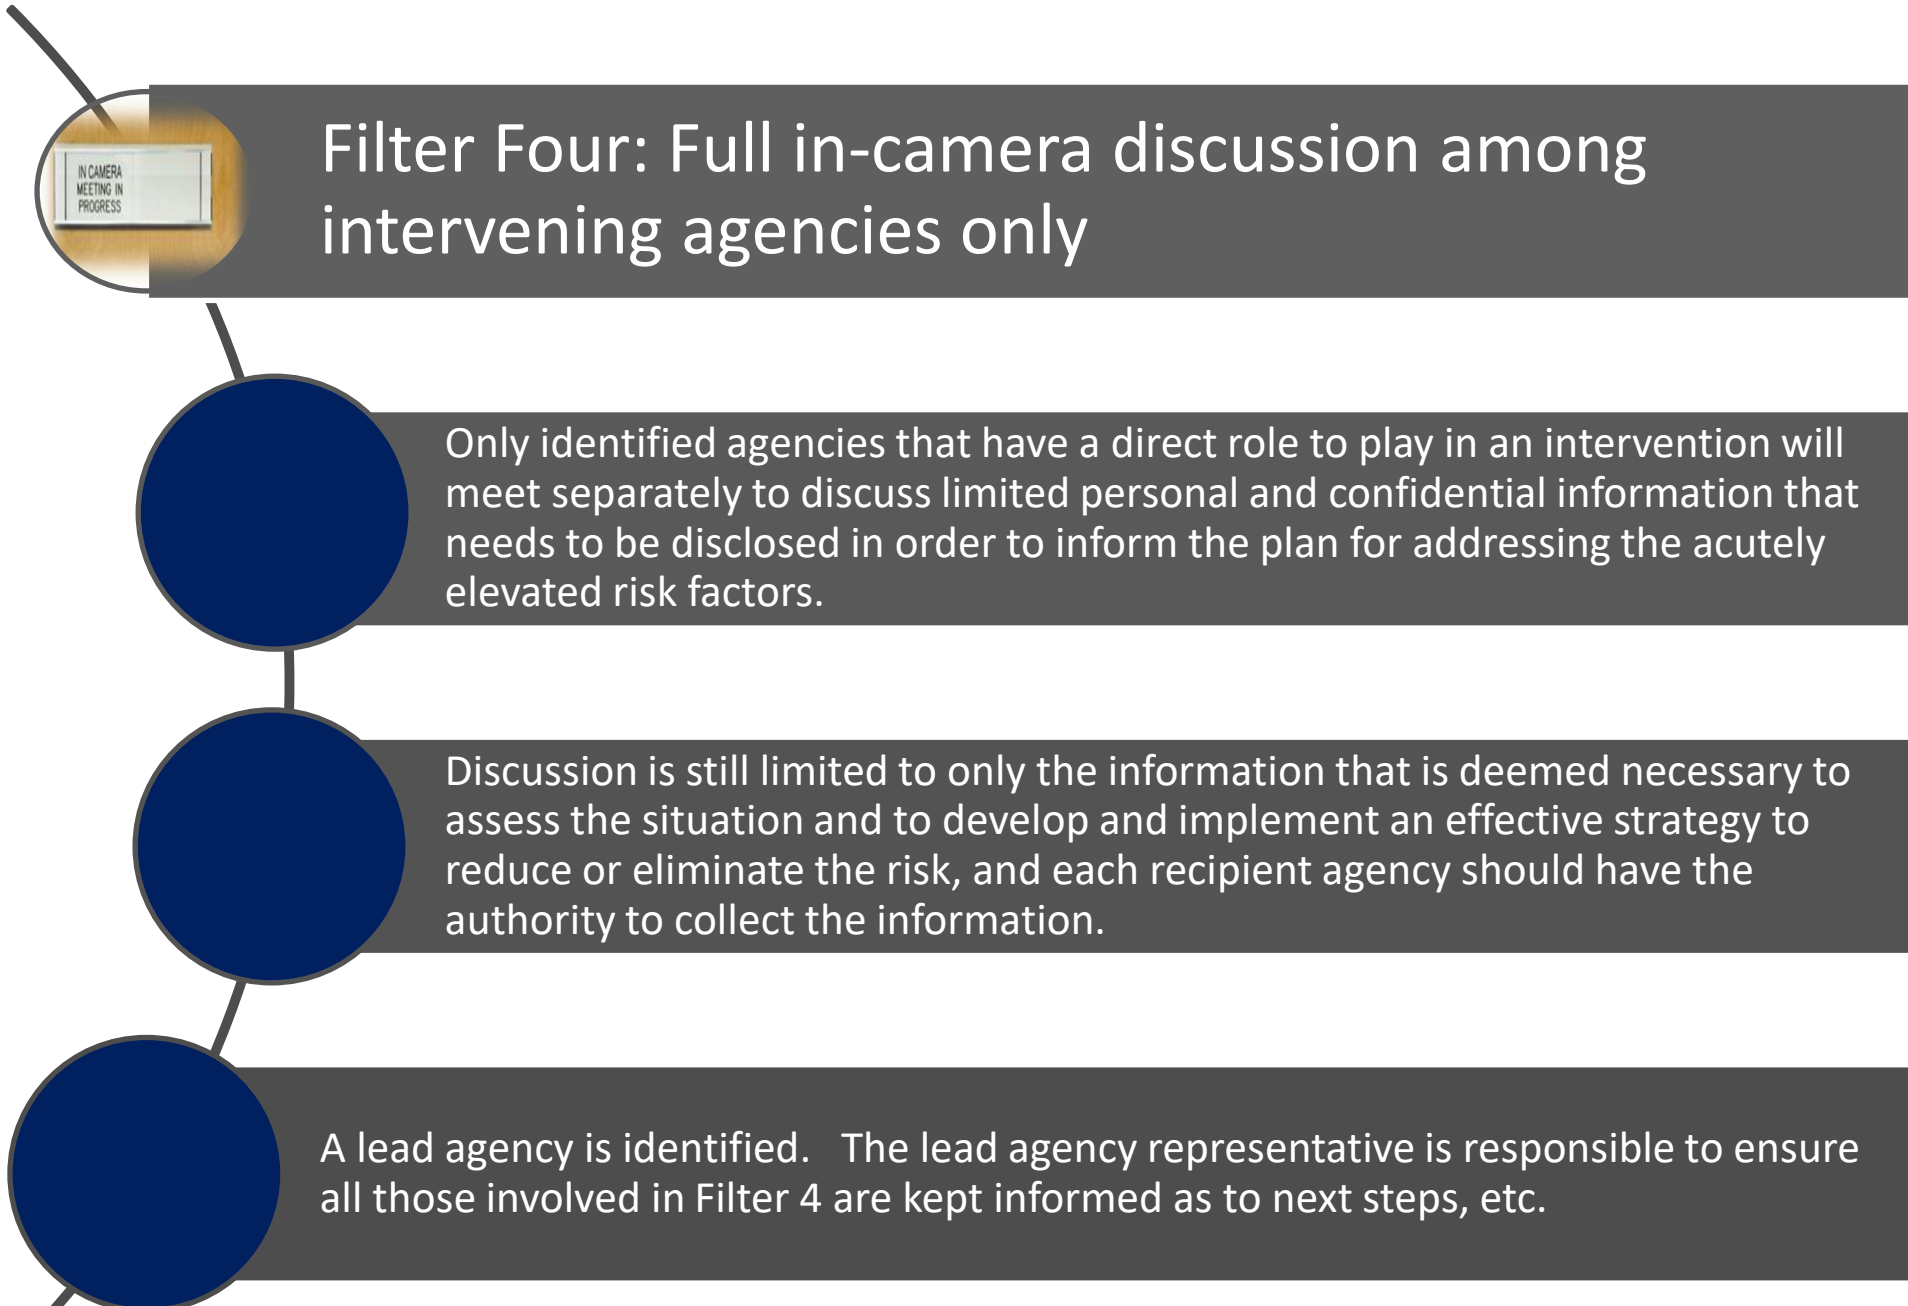 IN CAMERA
MEETING IN
PROGRESS
Filter Four: Full in-camera discussion among
intervening agencies only
Only identified agencies that have a direct role to play in an intervention will
meet separately to discuss limited personal and confidential information that
needs to be disclosed in order to inform the plan for addressing the acutely
elevated risk factors.
Discussion is still limited to only the information that is deemed necessary to
assess the situation and to develop and implement an effective strategy to
reduce or eliminate the risk, and each recipient agency should have the
authority to collect the information.
A lead agency is identified.   The lead agency representative is responsible to ensure
all those involved in Filter 4 are kept informed as to next steps, etc.